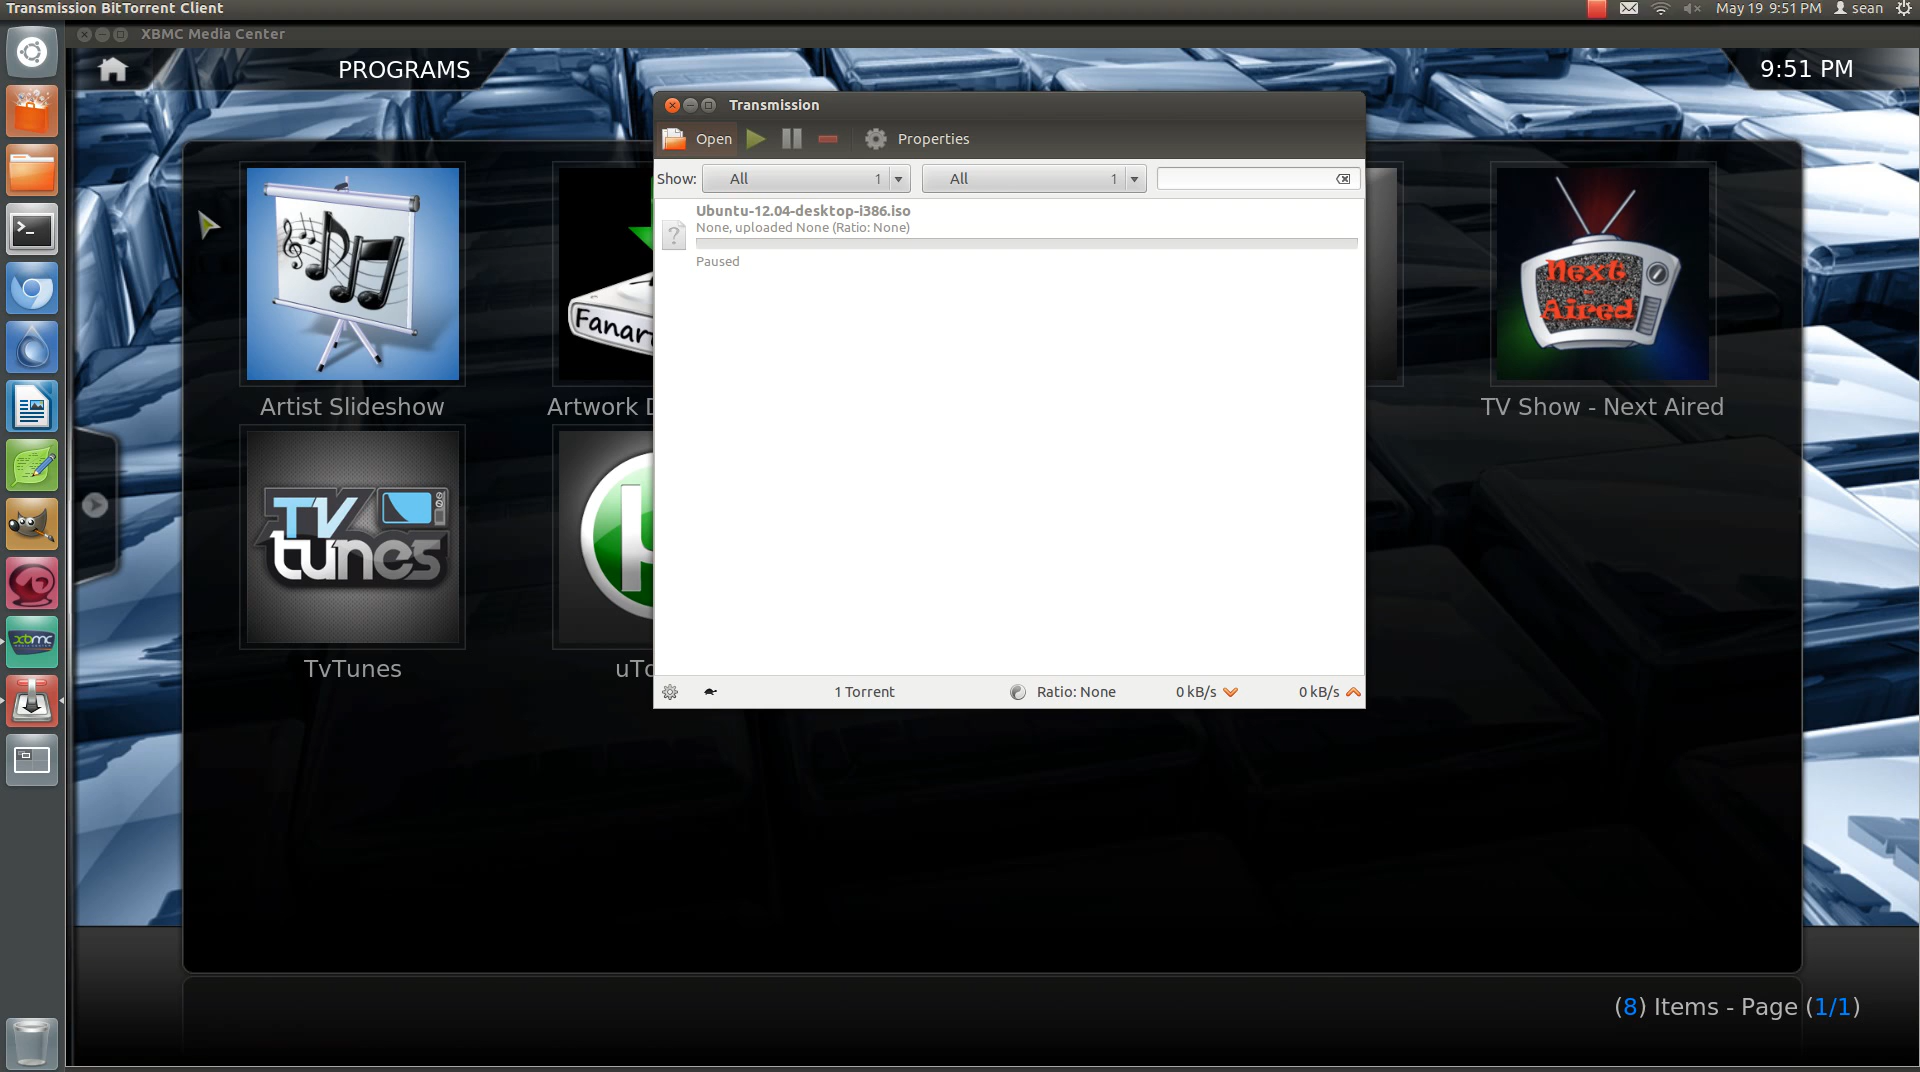 Transmission BitTorrent Client
May 19 9:51 PM
sean
XBMC Media Center
PROGRAMS
9:51 PM
Transmission
Open
Properties
Show:
All 1
All 1
Ubuntu-12.04-desktop-i386.iso
None, uploaded None (Ratio: None)
Paused
Fanar
Next
-
Aired
Artist Slideshow
Artwork D
TV Show - Next Aired
TV
tunes
µ
TvTunes
uTo
xbmc
1 Torrent
Ratio: None
0 kB/s
0 kB/s
(8) Items - Page (1/1)